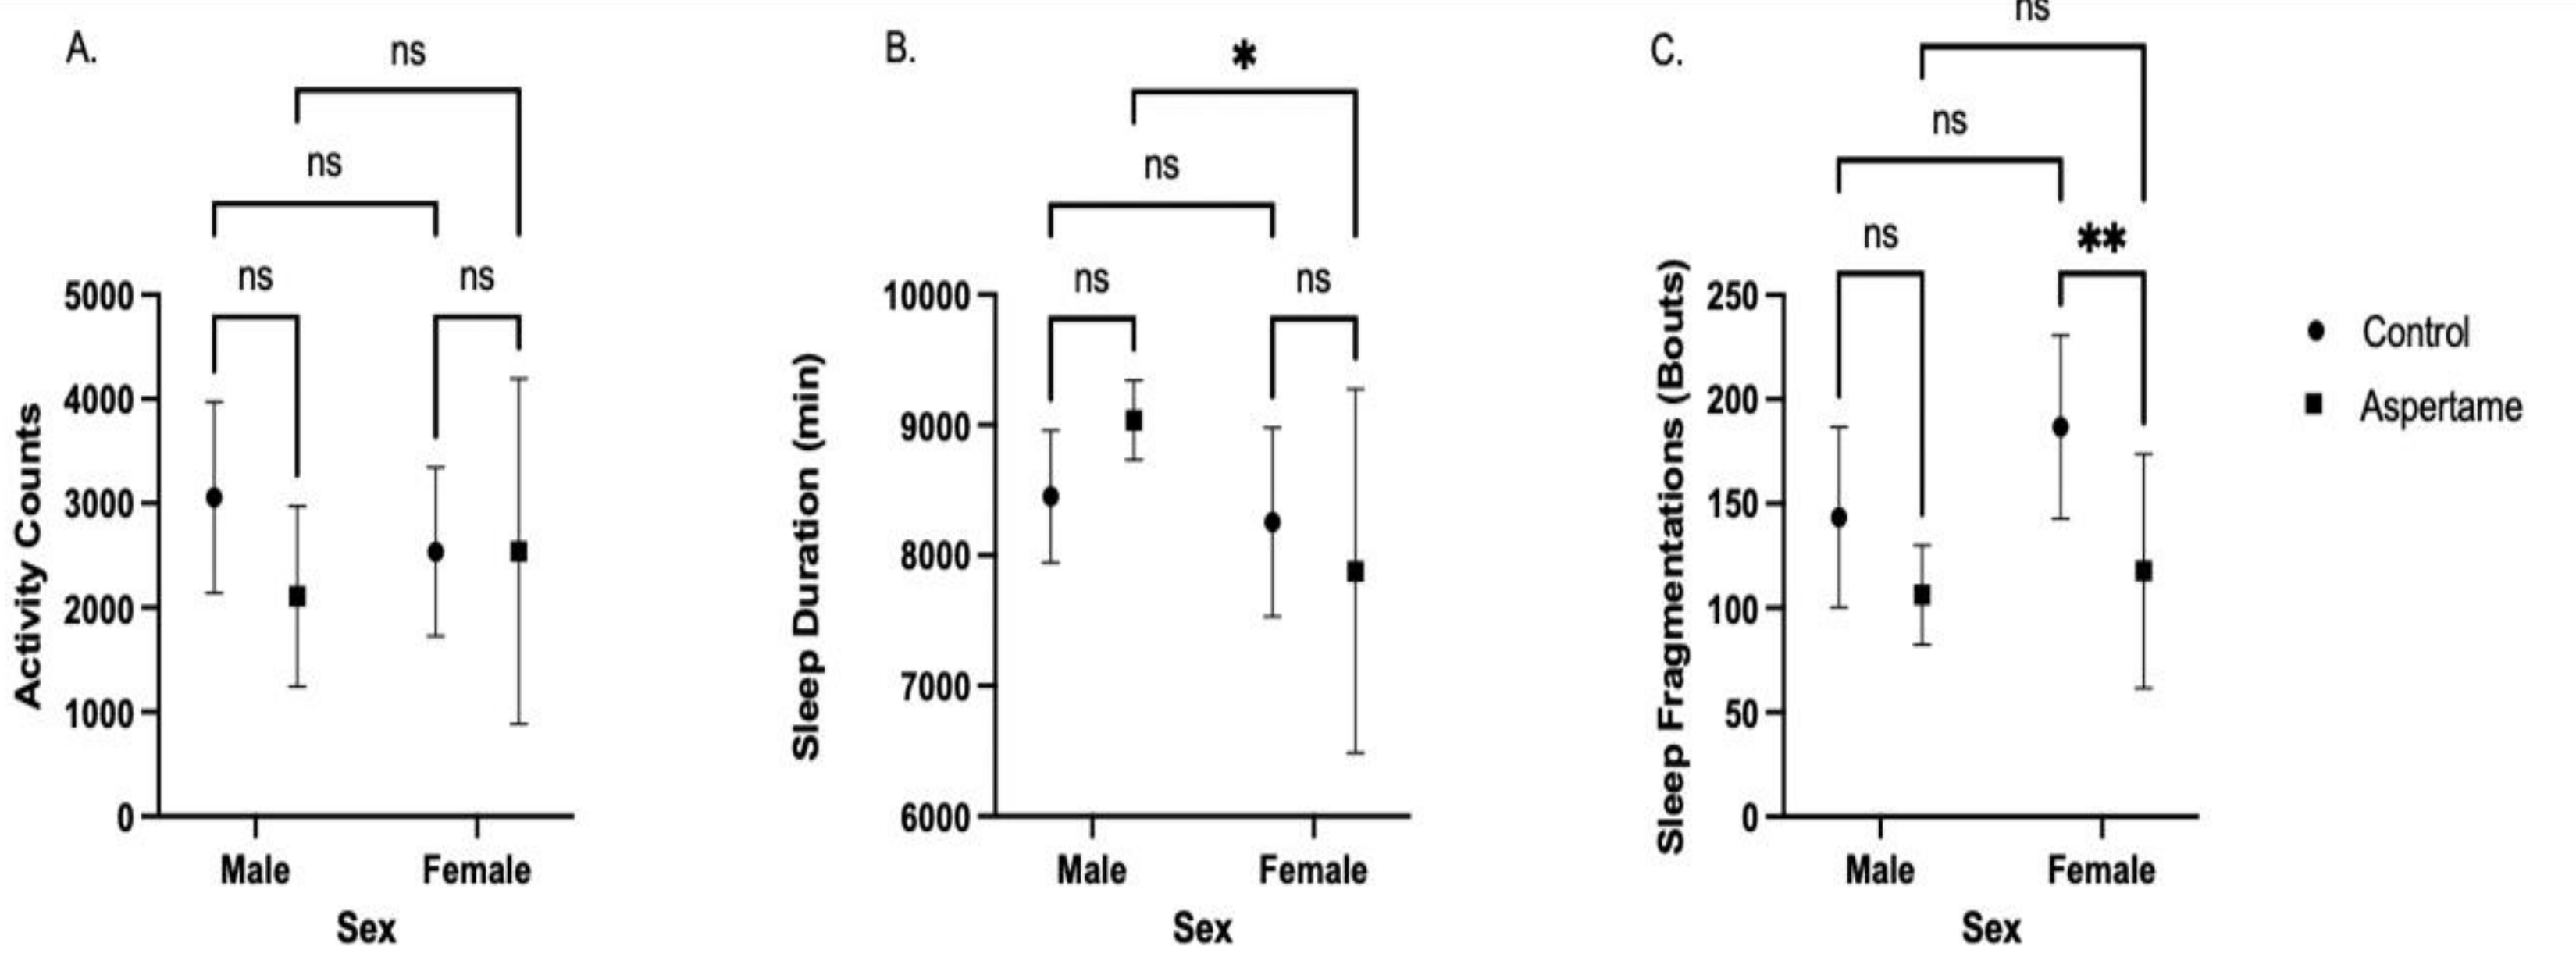 A.
ns
ns
ns
ns
5000
4000
3000
2000
1000
0
Activity Counts
Male
Female
Sex
B.
*
ns
ns
ns
10000
9000
8000
7000
6000
Sleep Duration (min)
Male
Female
Sex
C.
ns
ns
ns
**
250
200
150
100
50
0
Sleep Fragmentations (Bouts)
Male
Female
Sex
Control
Aspertame